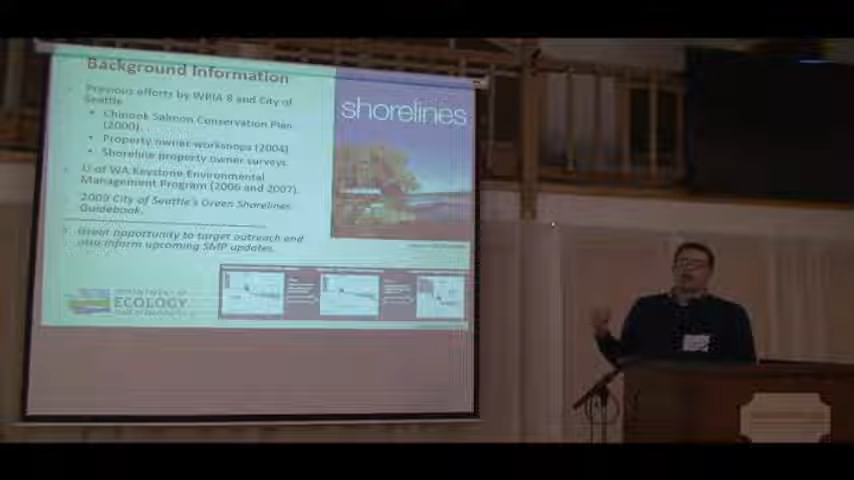 Background Information
Previous efforts by WRIA 8 and City of
Seattle
Chinook Salmon Conservation Plan
(2000).
Property owner workshops (2004)
Shoreline property owner surveys.
U of WA Keystone Environmental
Management Program (2006 and 2007).
2009 City of Seattle's Green Shorelines
Guidebook.
Great opportunity to target outreach and
also inform upcoming SMP updates.
shorelines
DEPARTMENT OF
ECOLOGY